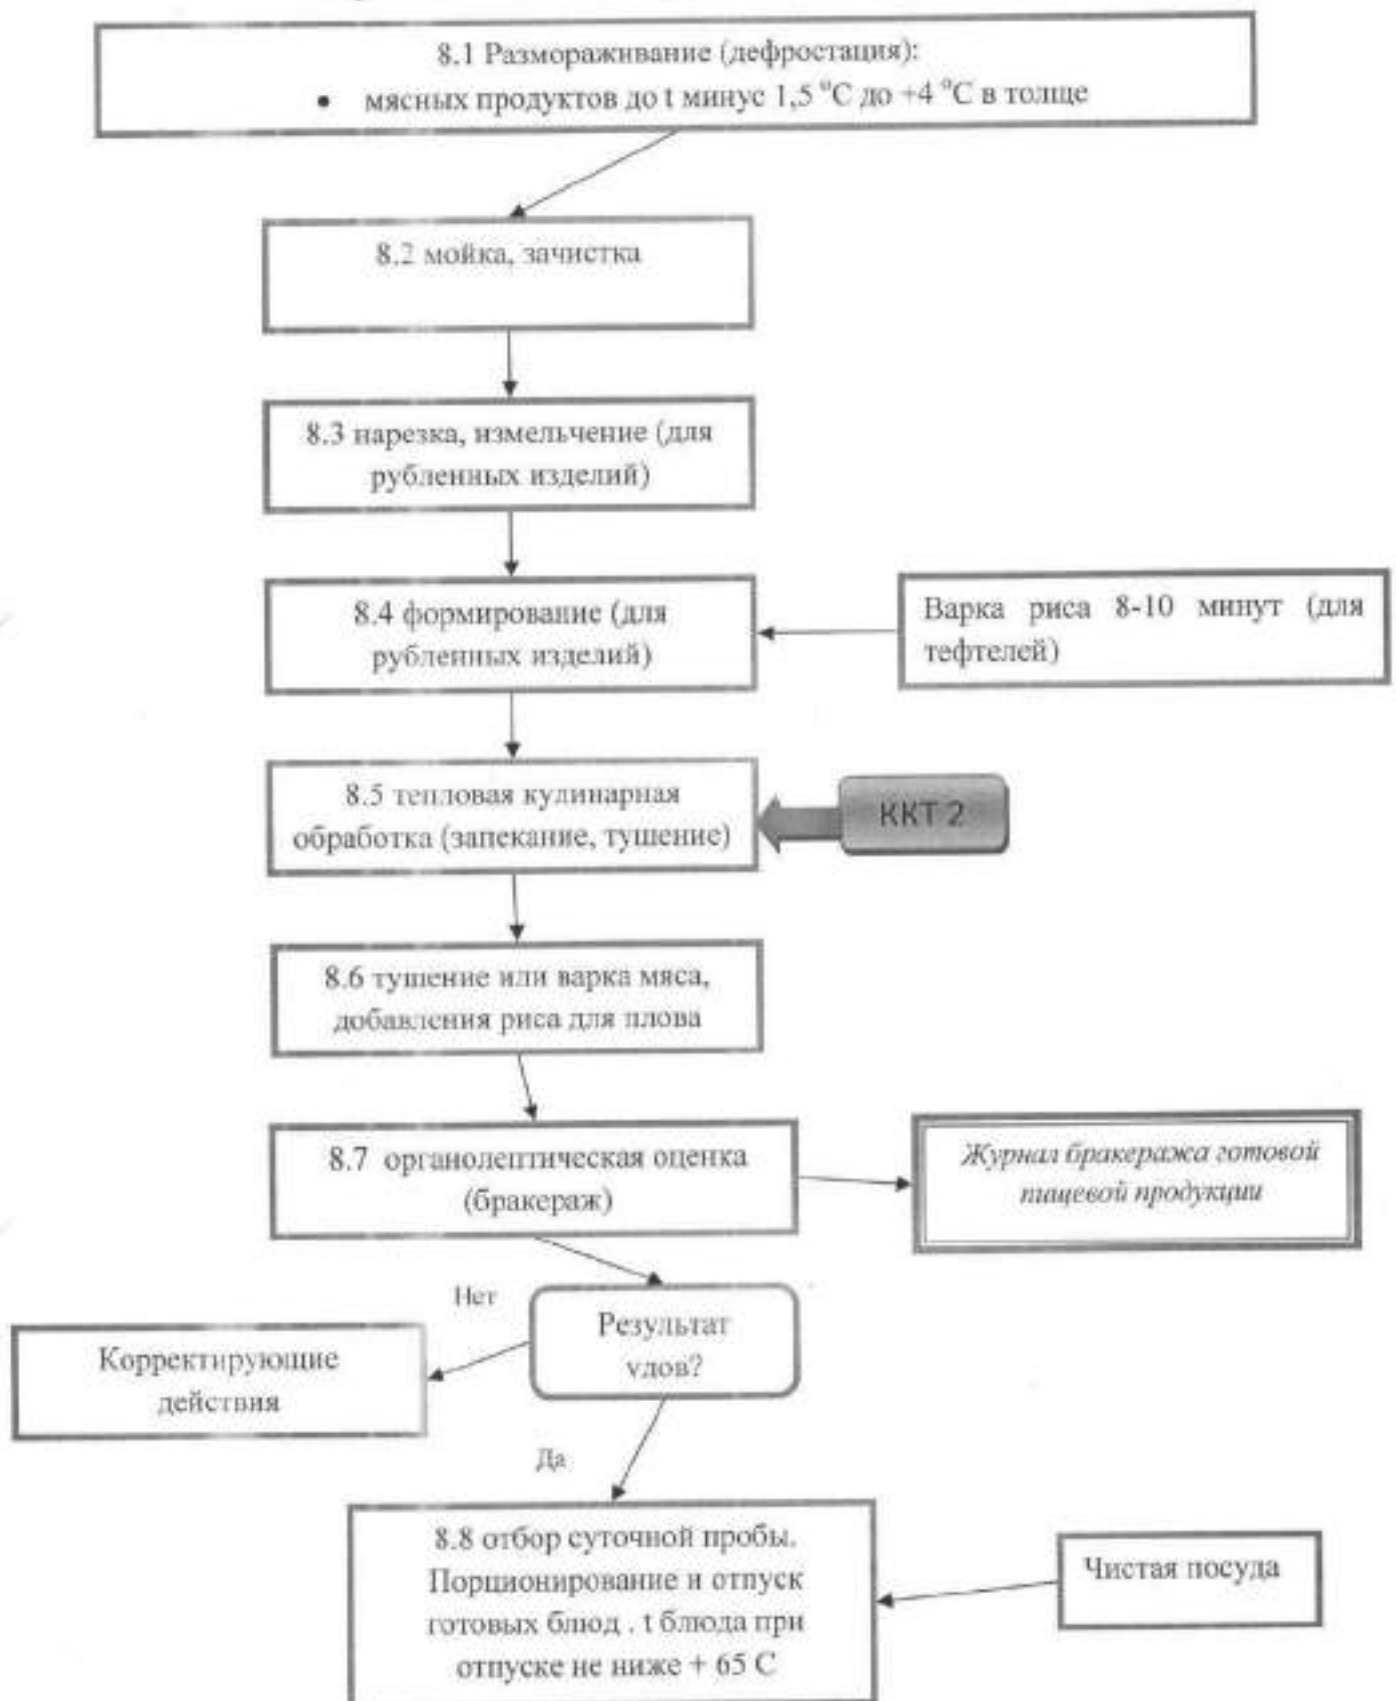 8.1 Размораживание (дефростация):
• мясных продуктов до t минус 1,5 °С до +4 °С в толще
8.2 мойка, зачистка
8.3 нарезка, измельчение (для
рубленных изделий)
8.4 формирование (для
рубленных изделий)
Варка риса 8-10 минут (для
тефтелей)
8.5 тепловая кулинарная
обработка (запекание, тушение)
ККТ 2
8.6 тушение или варка мяса,
добавления риса для плова
8.7 органолептическая оценка
(бракераж)
Журнал бракеража готовой
пищевой продукции
Нет
Результат
удов?
Корректирующие
действия
Да
8.8 отбор суточной пробы.
Порционирование и отпуск
готовых блюд . t блюда при
отпуске не ниже + 65 С
Чистая посуда